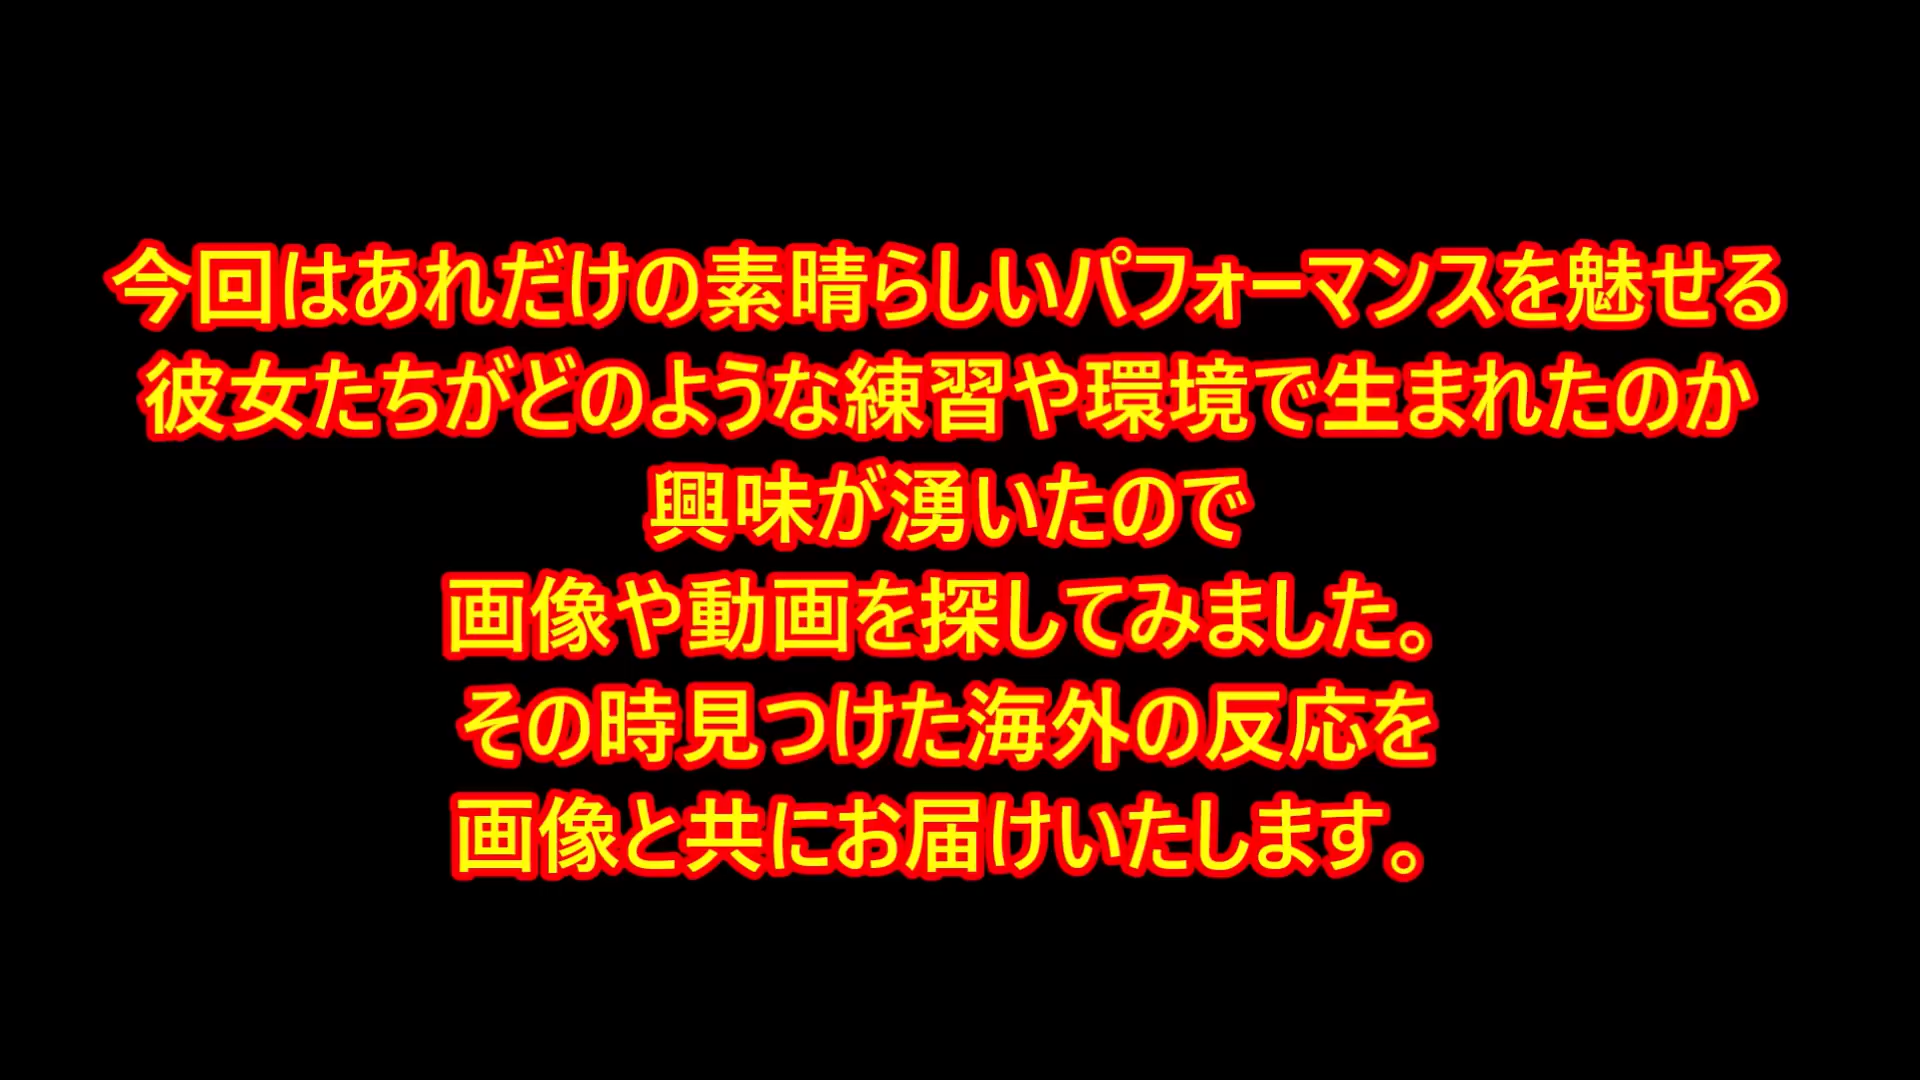 今回はあれだけの素晴らしいパフォーマンスを魅せる
彼女たちがどのような練習や環境で生まれたのか
興味が湧いたので
画像や動画を探してみました。
その時見つけた海外の反応を
画像と共にお届けいたします。